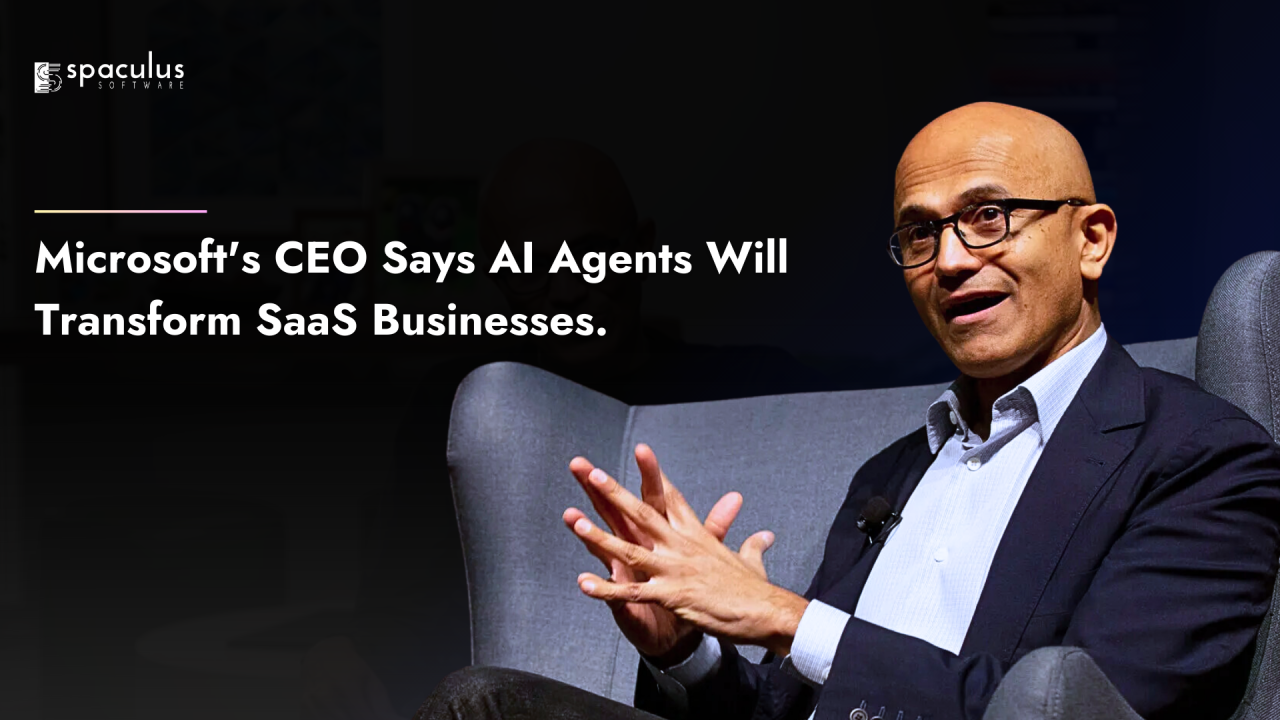 spaculus
SOFTWARE
Microsoft's CEO Says AI Agents Will
Transform SaaS Businesses.